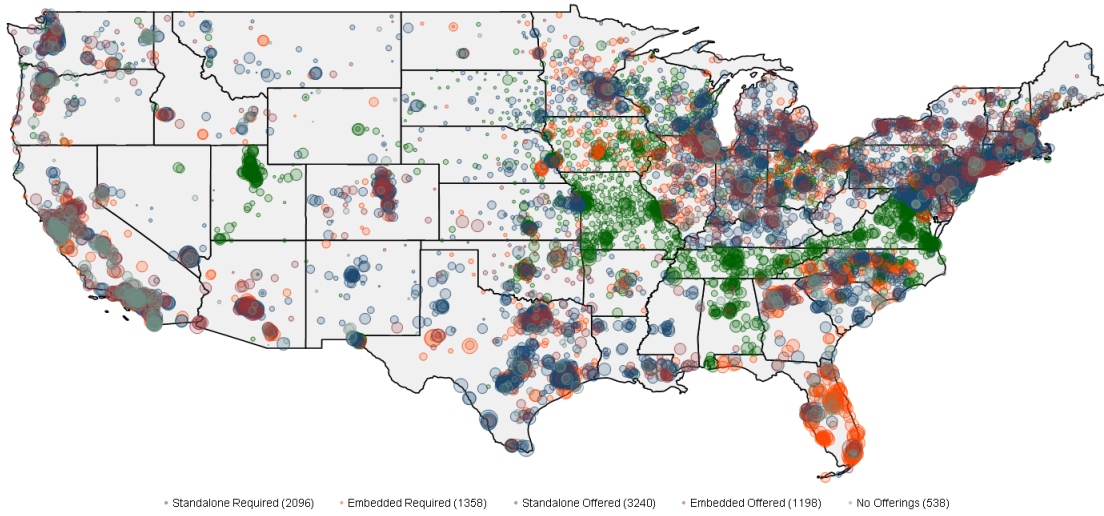 Standalone Required (2096) Embedded Required (1358) Standalone Offered (3240) Embedded Offered (1198) No Offerings (538)